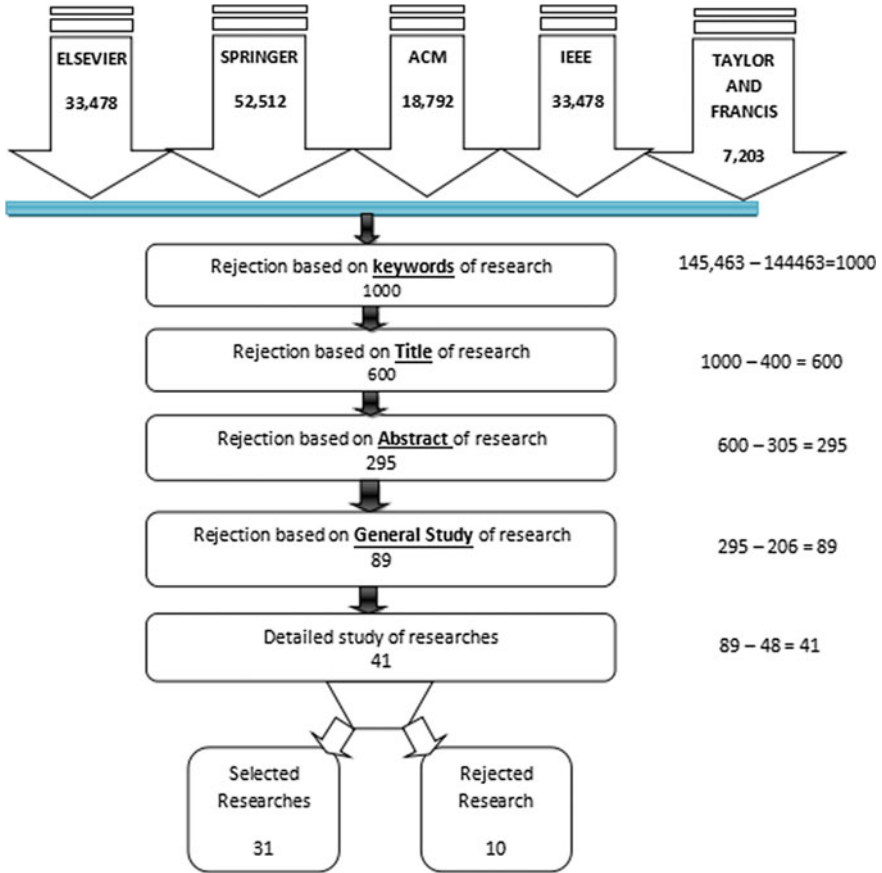 ELSEVIER
33,478
SPRINGER
52,512
ACM
18,792
IEEE
33,478
TAYLOR
AND
FRANCIS
7,203
Rejection based on keywords of research
1000
145,463 – 144463=1000
Rejection based on Title of research
600
1000 – 400 = 600
Rejection based on Abstract of research
295
600 – 305 = 295
Rejection based on General Study of research
89
295 – 206 = 89
Detailed study of researches
41
89 – 48 = 41
Selected
Researches
31
Rejected
Research
10